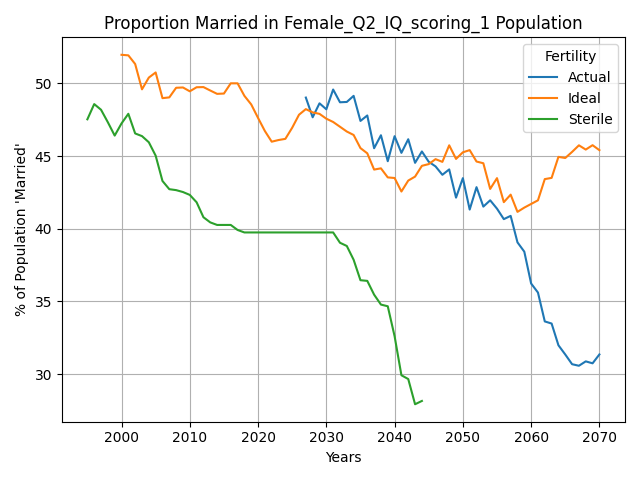 Proportion Married in Female_Q2_IQ_scoring_1 Population
Fertility
Actual
Ideal
Sterile
% of Population 'Married'
50
45
40
35
30
2000 2010 2020 2030 2040 2050 2060 2070
Years